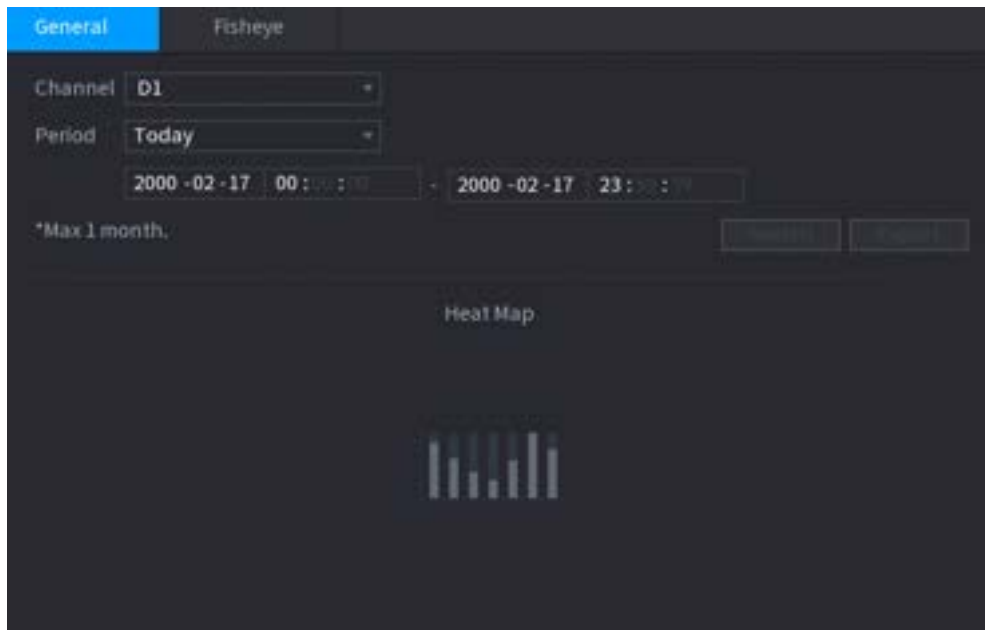 General Fisheye
Channel D1
Period Today
2000 -02 -17 00 : : - 2000 -02 -17 23 : :
*Max 1 month.
Heat Map